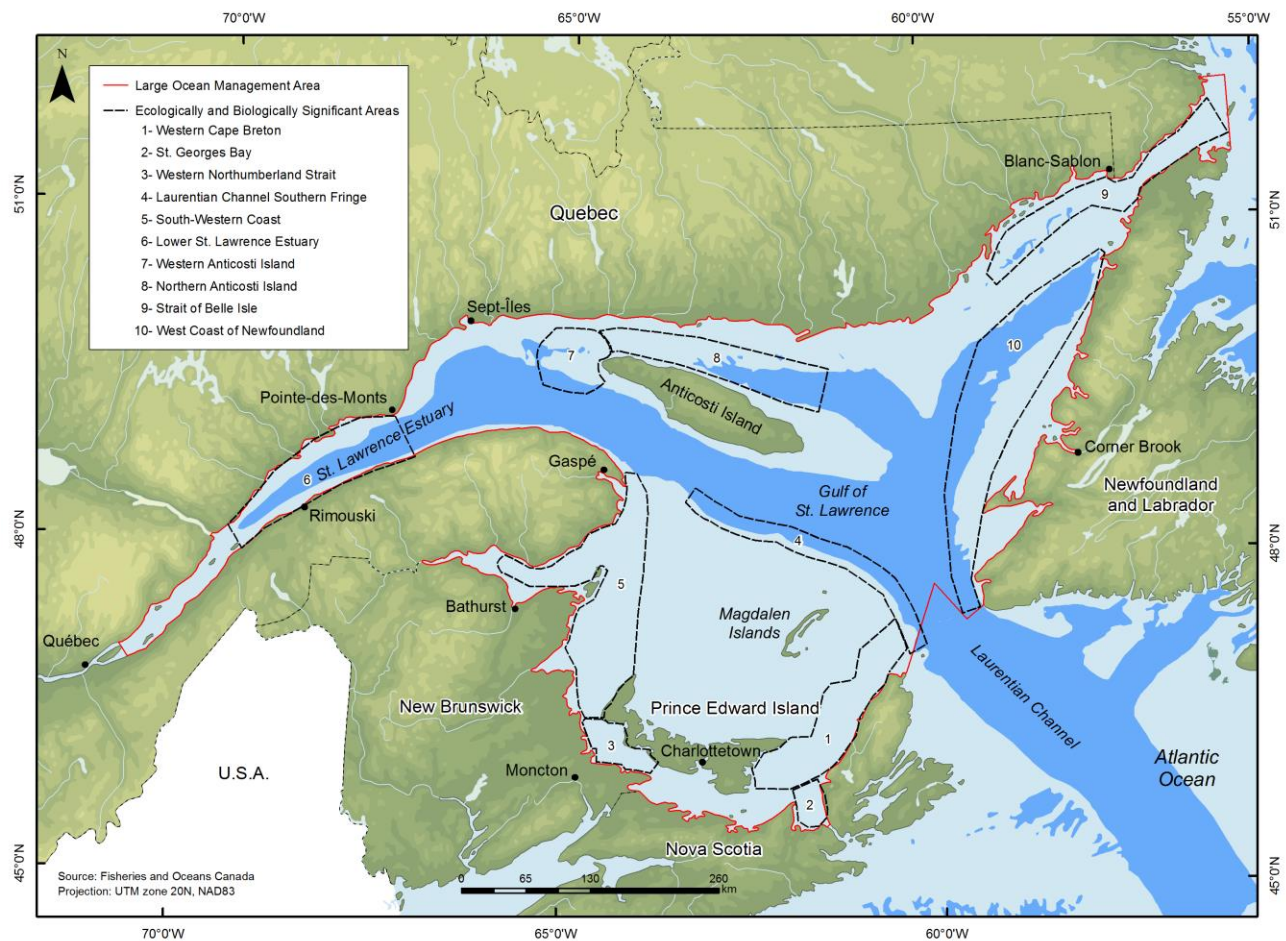 70°0'W 65°0'W 60°0'W 55°0'W
N
Large Ocean Management Area
Ecologically and Biologically Significant Areas
1- Western Cape Breton
2- St. Georges Bay
3- Western Northumberland Strait
4- Laurentian Channel Southern Fringe
5- South-Western Coast
6- Lower St. Lawrence Estuary
7- Western Anticosti Island
8- Northern Anticosti Island
9- Strait of Belle Isle
10- West Coast of Newfoundland
Blanc-Sablon
51°0'N
51°0'N
9
Quebec
Sept-Îles
7
8
10
Pointe-des-Monts
Anticosti Island
St. Lawrence Estuary
Corner Brook
Gaspé
6
Newfoundland
and Labrador
Gulf of
St. Lawrence
Rimouski
48°0'N
48°0'N
4
5
Bathurst
Magdalen
Islands
Québec
Laurentian Channel
New Brunswick
Prince Edward Island
1
3
Charlottetown
Atlantic
Ocean
U.S.A.
Moncton
2
Nova Scotia
45°0'N
45°0'N
Source: Fisheries and Oceans Canada
Projection: UTM zone 20N, NAD83
0 65 130 260
km
70°0'W 65°0'W 60°0'W